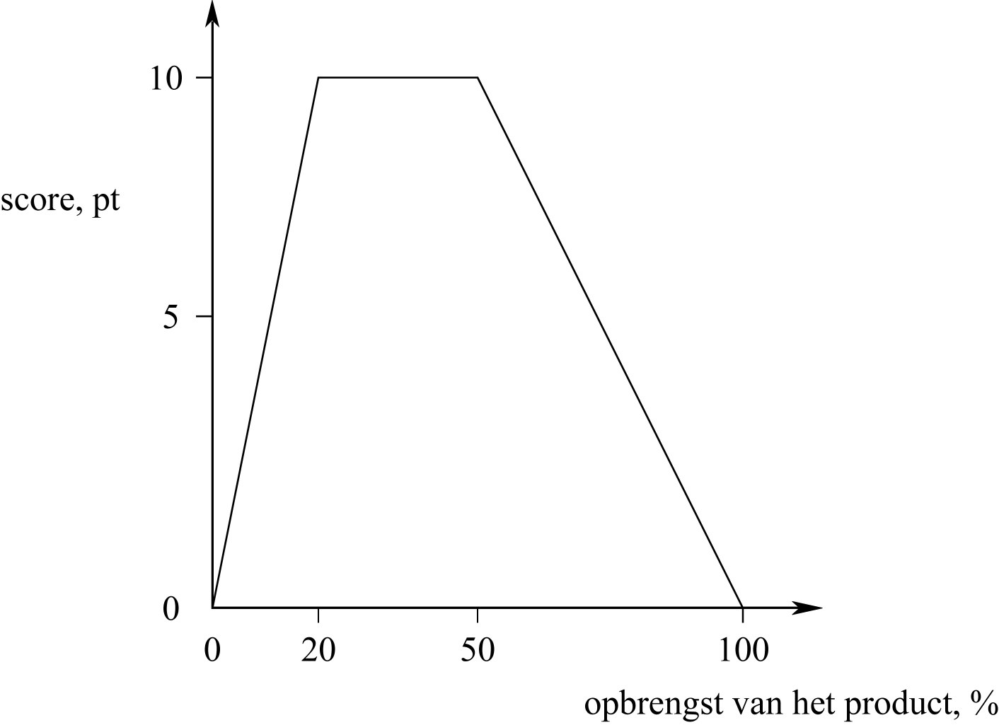 10
score, pt
5
0
0 20 50 100
opbrengst van het product, %